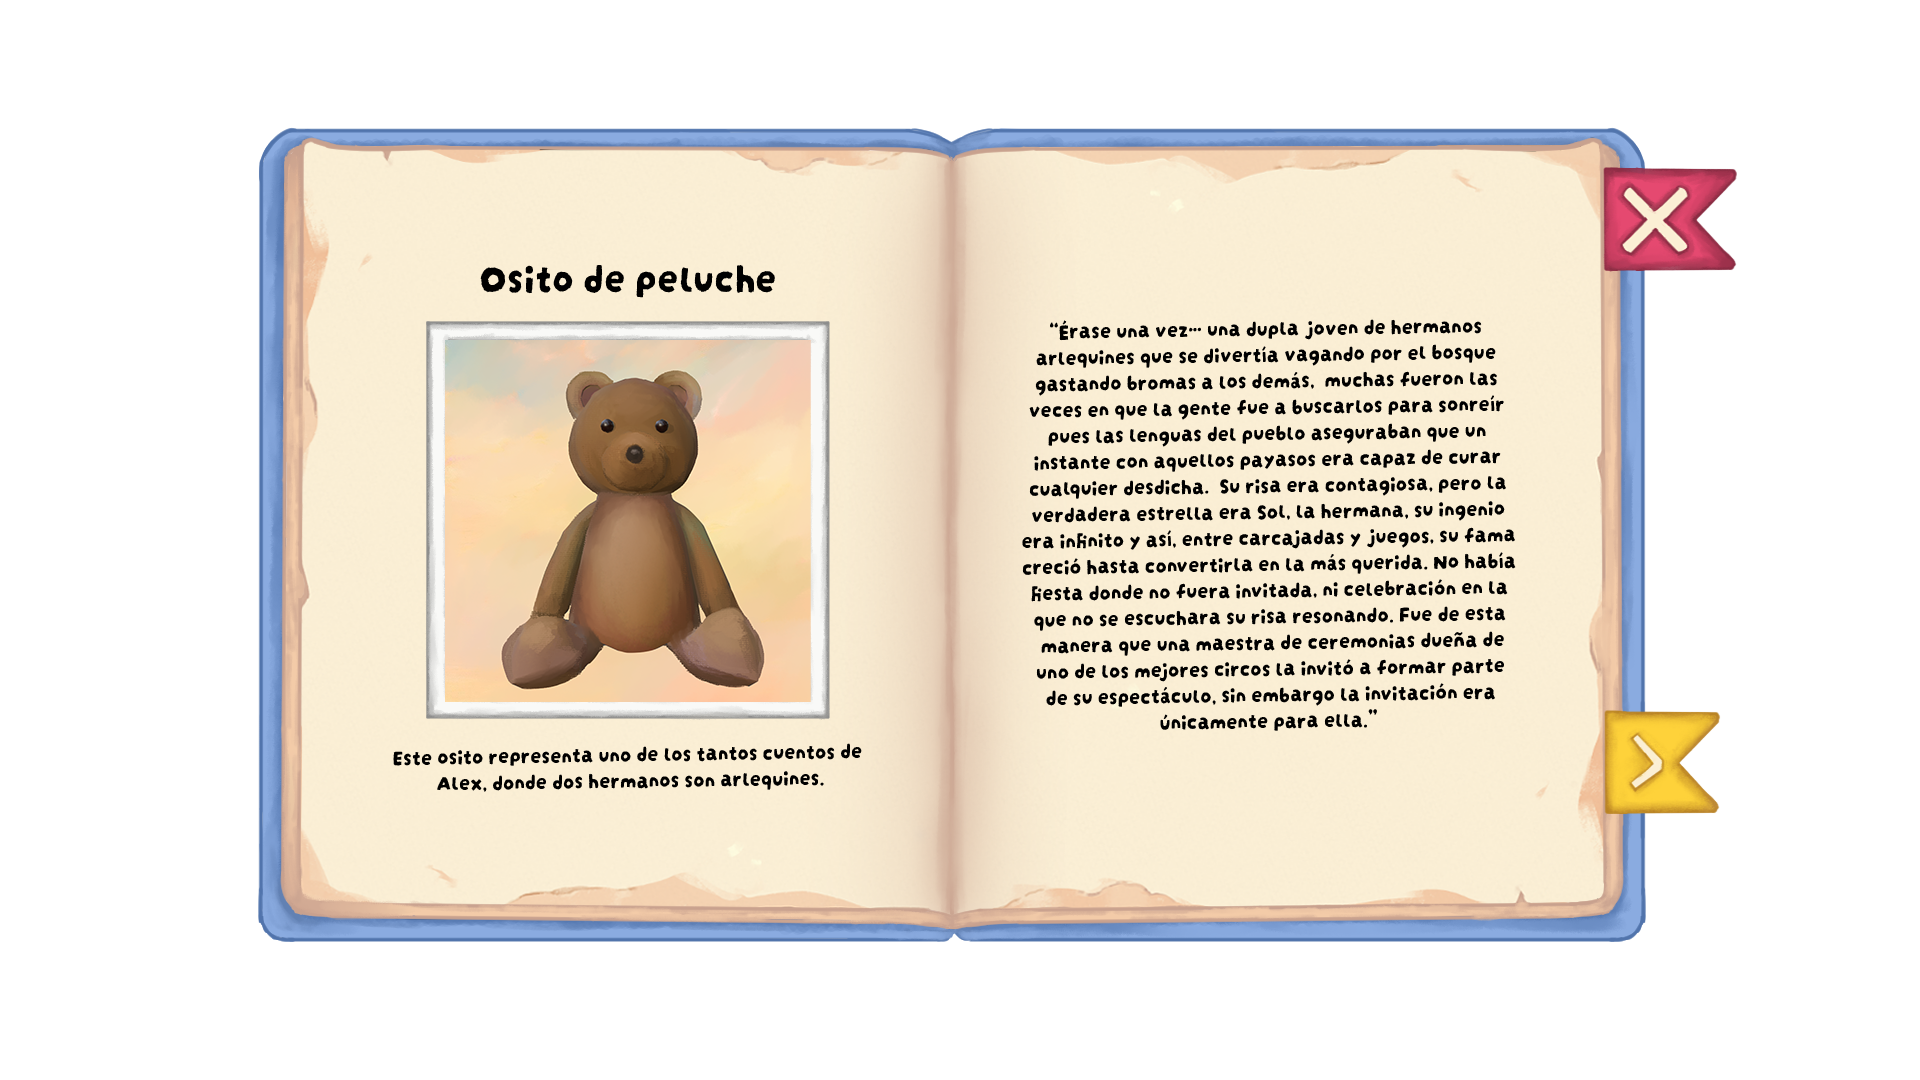 Osito de peluche
Este osito representa uno de los tantos cuentos de
Alex, donde dos hermanos son arlequines.
“Érase una vez... una dupla joven de hermanos
arlequines que se divertía vagando por el bosque
gastando bromas a los demás, muchas fueron las
veces en que la gente fue a buscarlos para sonreír
pues las lenguas del pueblo aseguraban que un
instante con aquellos payasos era capaz de curar
cualquier desdicha. Su risa era contagiosa, pero la
verdadera estrella era Sol, la hermana, su ingenio
era infinito y así, entre carcajadas y juegos, su fama
creció hasta convertirla en la más querida. No había
fiesta donde no fuera invitada, ni celebración en la
que no se escuchara su risa resonando. Fue de esta
manera que una maestra de ceremonias dueña de
uno de los mejores circos la invitó a formar parte
de su espectáculo, sin embargo la invitación era
únicamente para ella.”